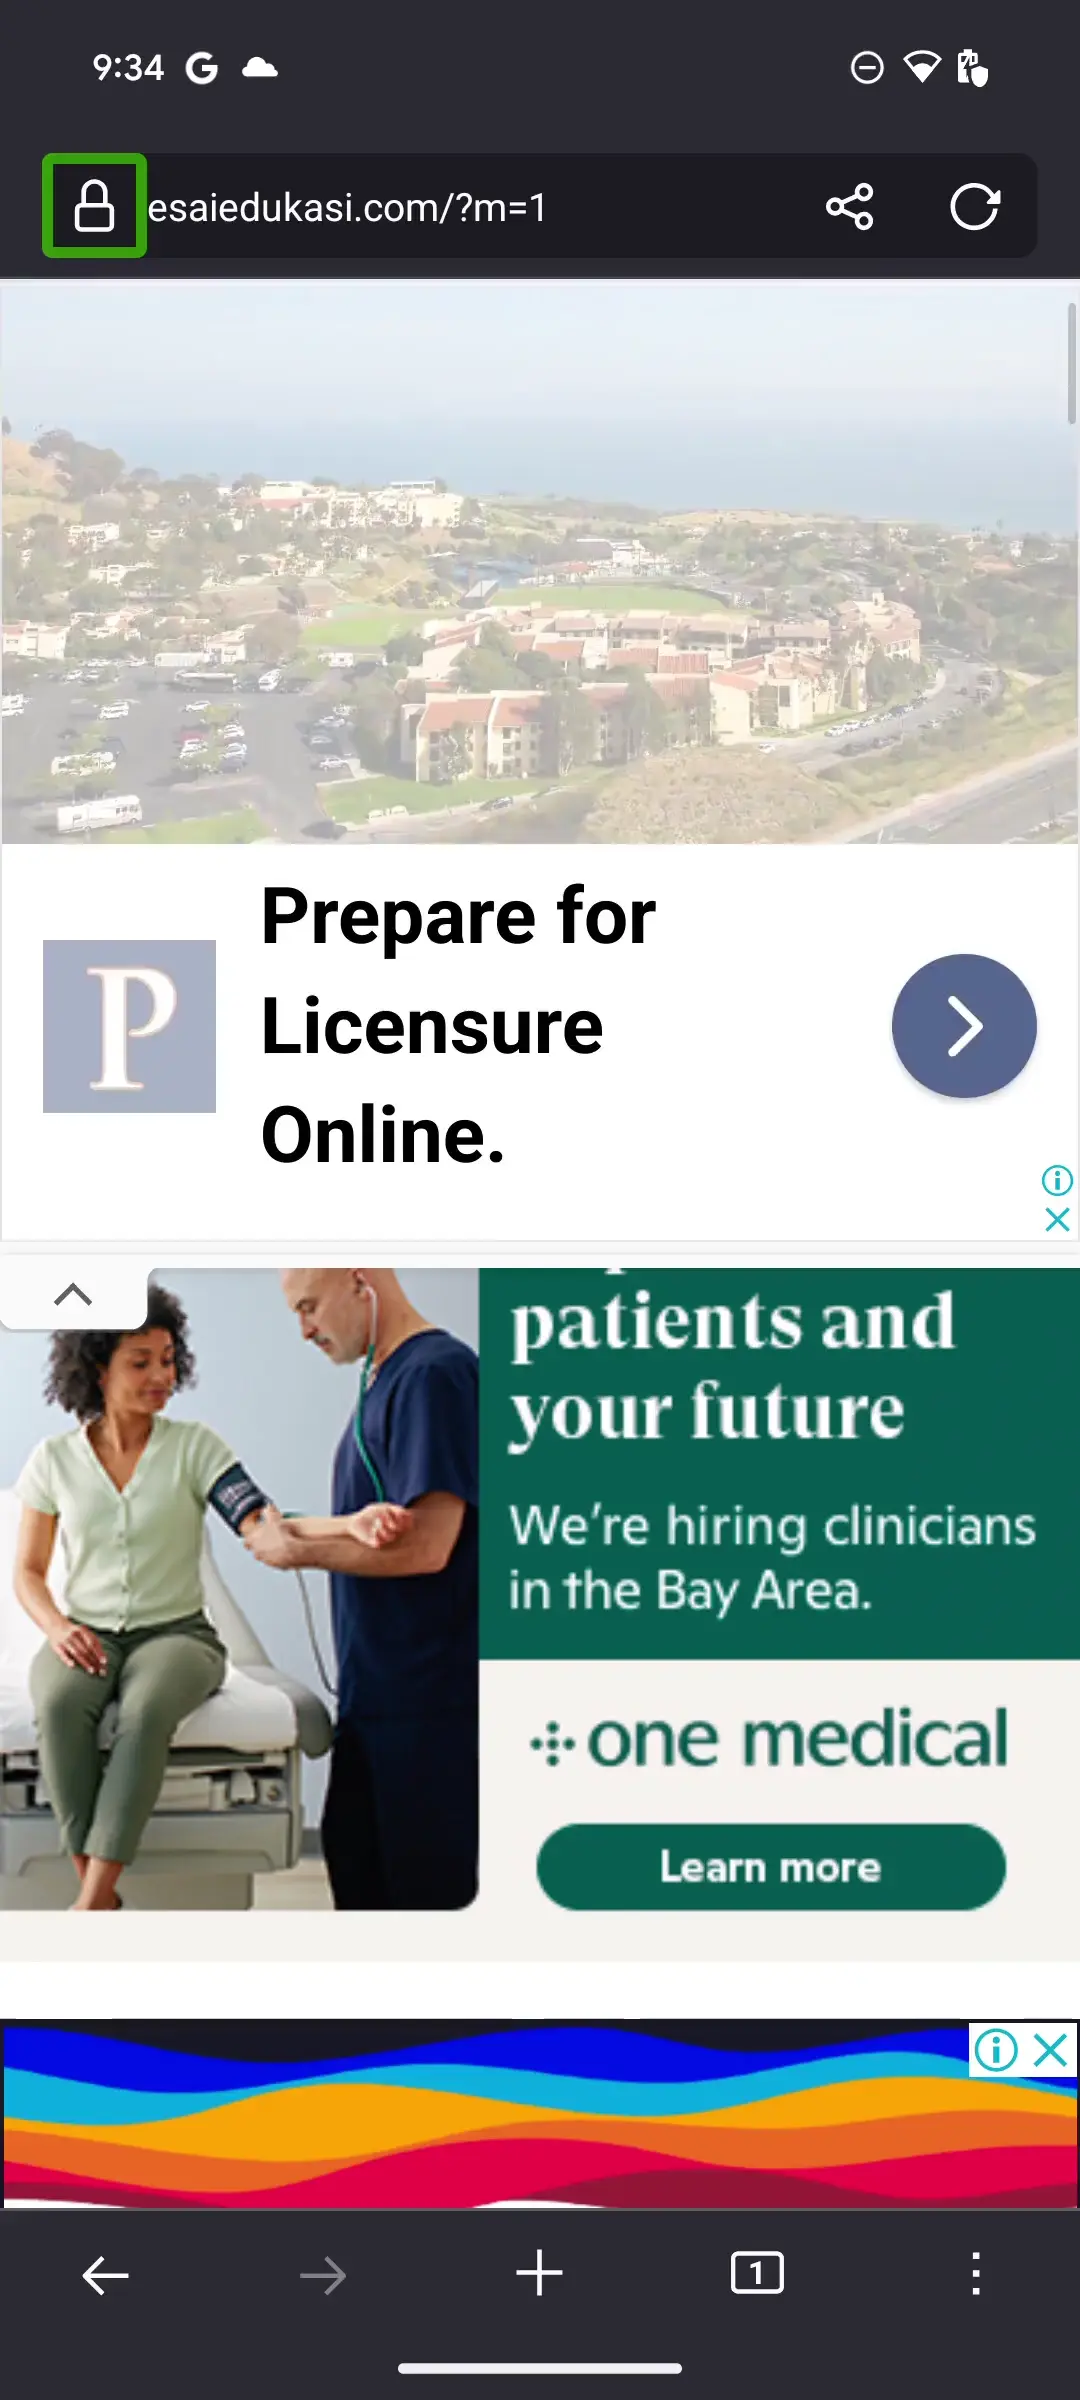 9:34
esaiedukasi.com/?m=1
P
Prepare for
Licensure
Online.
patients and
your future
We're hiring clinicians
in the Bay Area.
one medical
Learn more
1